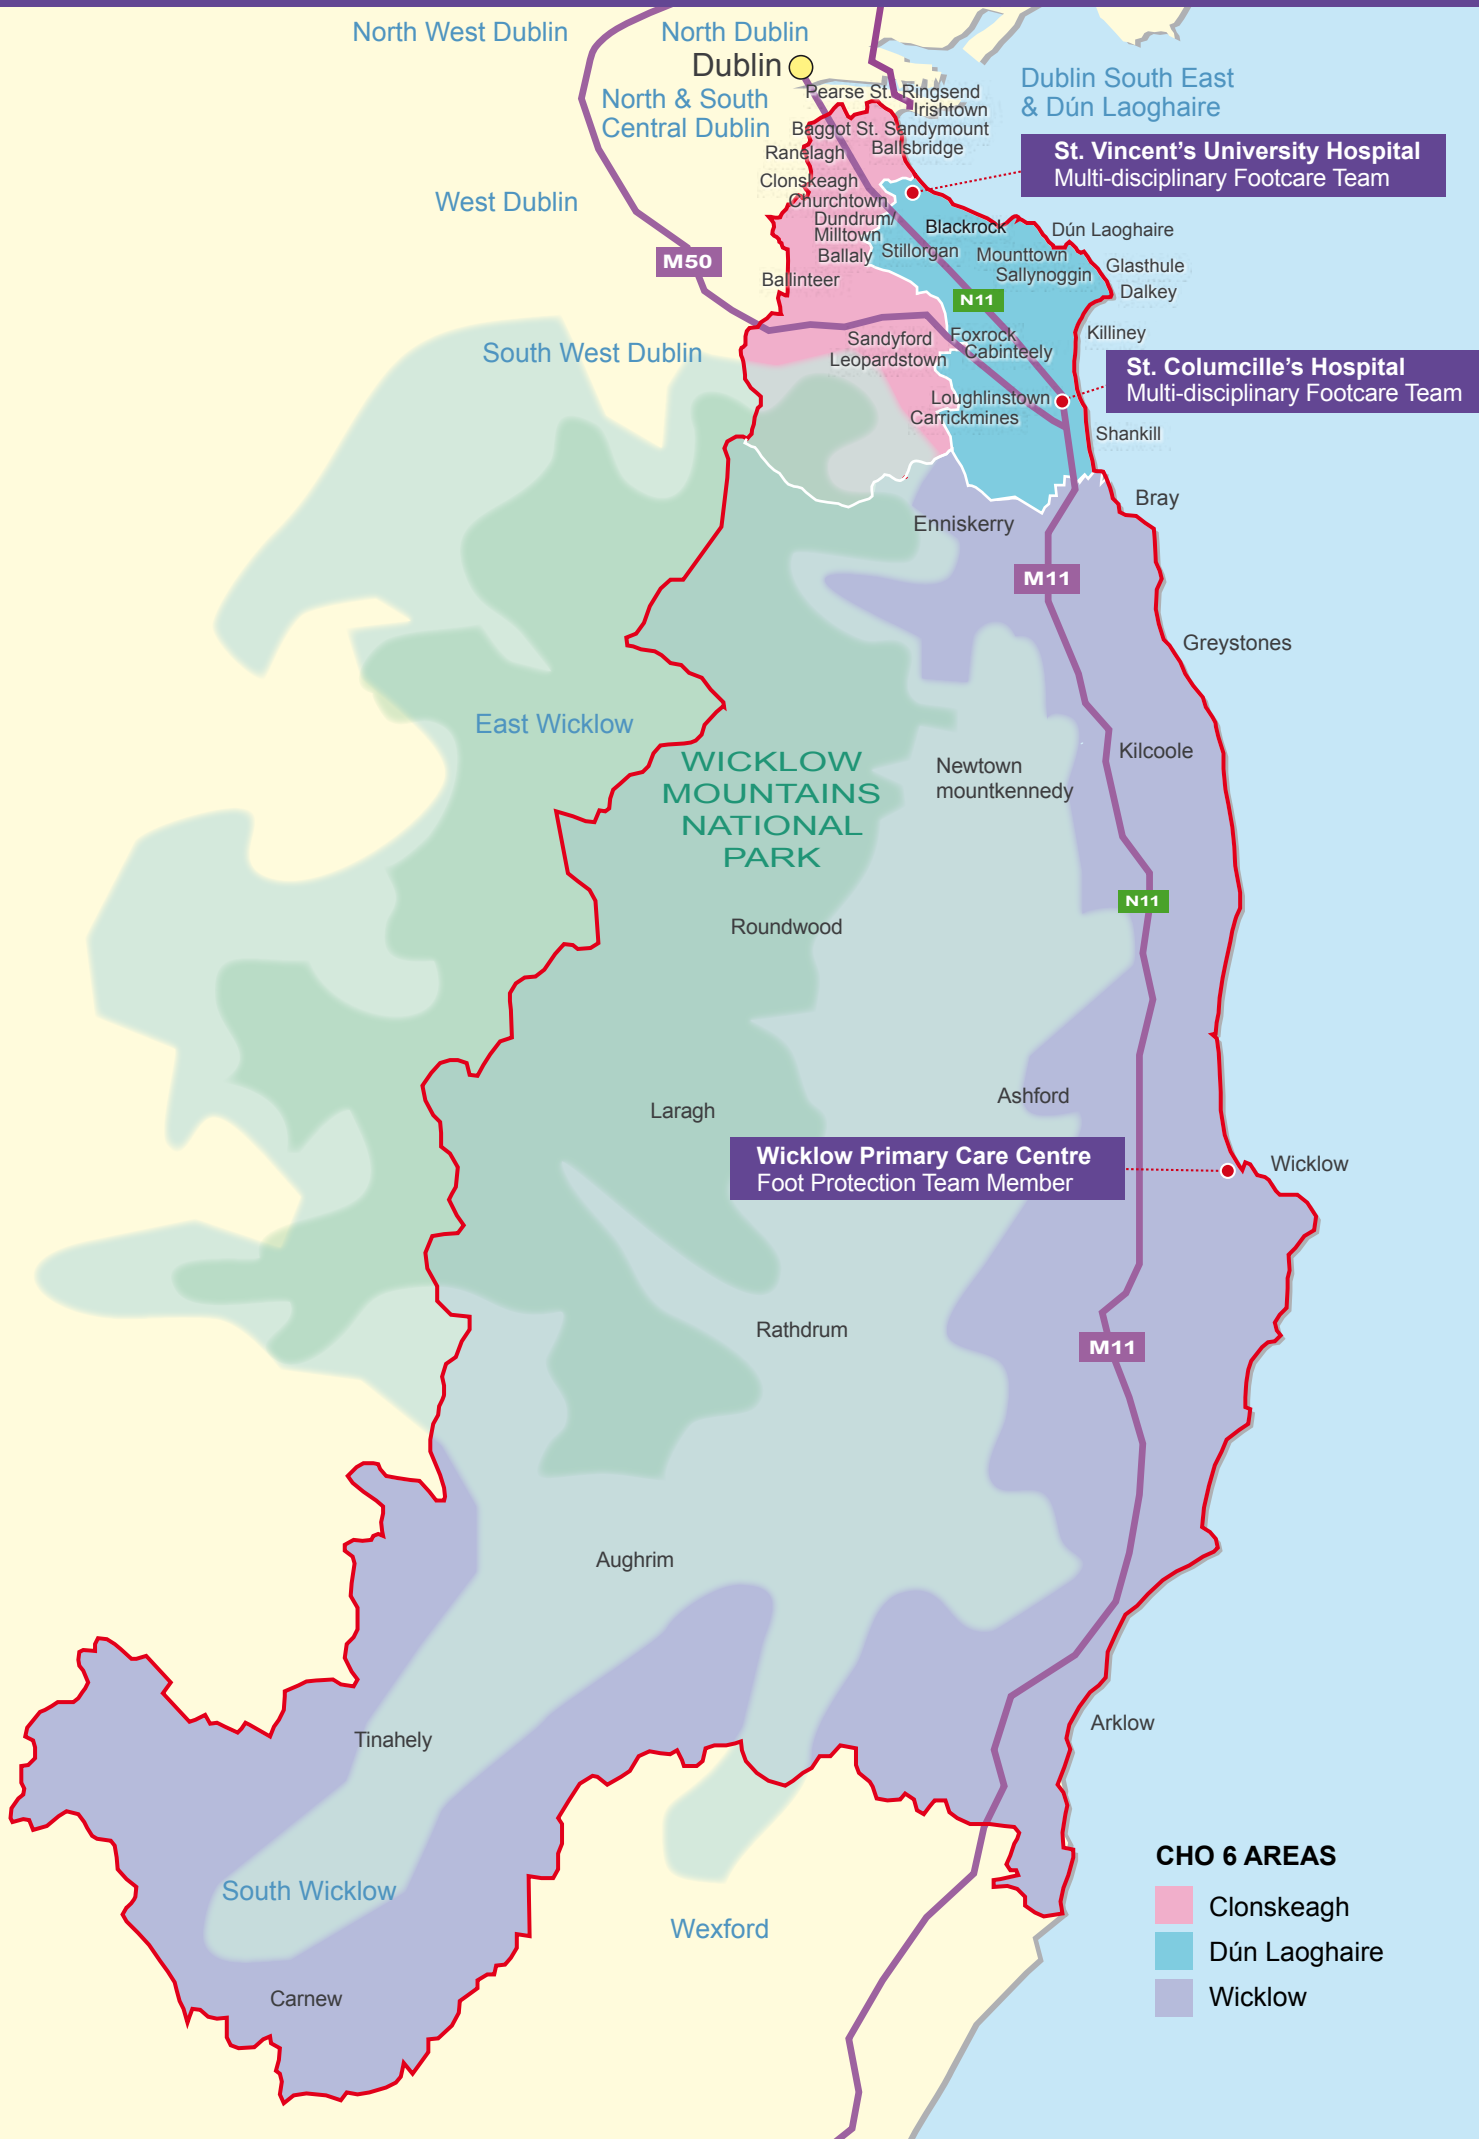 North West Dublin
North Dublin
Dublin
North & South
Central Dublin
Dublin South East
& Dún Laoghaire
Pearse St.
Ringsend
Irishtown
Baggot St.
Sandymount
Ballsbridge
Ranelagh
St. Vincent's University Hospital
Multi-disciplinary Footcare Team
Clonskeagh
Churchtown
West Dublin
Dundrum/
Milltown
Blackrock
Dún Laoghaire
Ballaly
Stillorgan
Mounttown
Sallynoggin
Glasthule
M50
Ballinteer
Dalkey
N11
Killiney
Sandyford
Foxrock
South West Dublin
Leopardstown
Cabinteely
St. Columcille's Hospital
Multi-disciplinary Footcare Team
Loughlinstown
Carrickmines
Shankill
Bray
Enniskerry
M11
Greystones
East Wicklow
WICKLOW
MOUNTAINS
NATIONAL
PARK
Kilcoole
Newtown
mountkennedy
N11
Roundwood
Ashford
Laragh
Wicklow Primary Care Centre
Foot Protection Team Member
Wicklow
Rathdrum
M11
Aughrim
Arklow
Tinahely
South Wicklow
Wexford
Carnew
CHO 6 AREAS
Clonskeagh
Dún Laoghaire
Wicklow